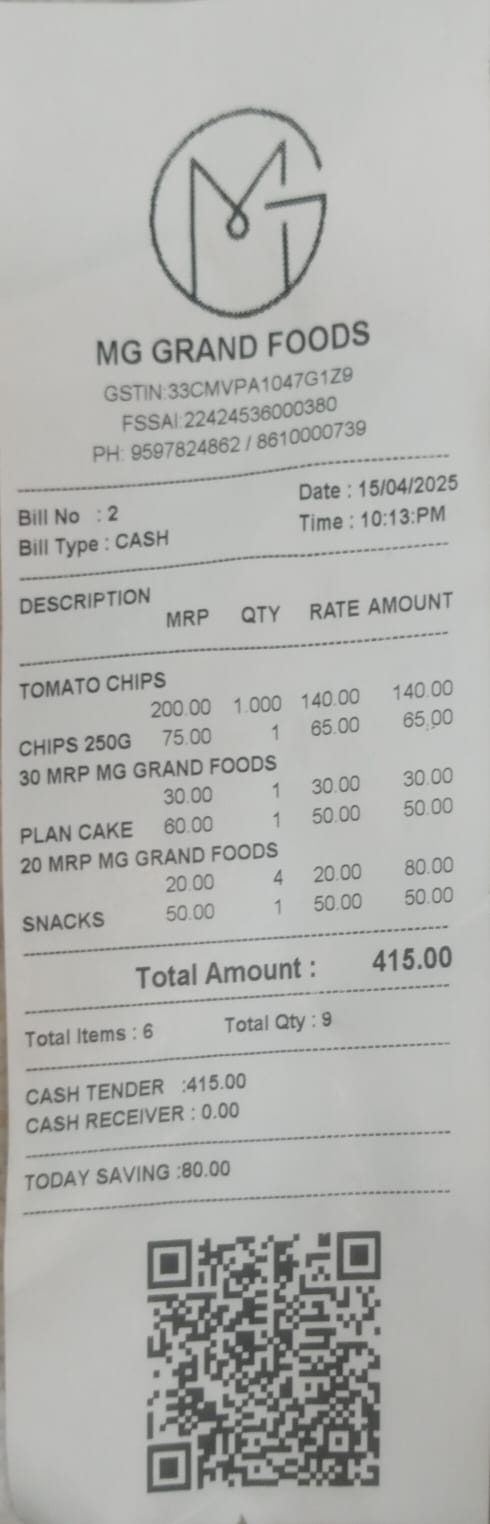 MG
MG GRAND FOODS
GSTIN:33CMVPA1047G1Z9
FSSAI:22424536000380
PH: 9597824862 / 8610000739
Bill No : 2 Date : 15/04/2025
Bill Type : CASH Time : 10:13:PM
DESCRIPTION
MRP QTY RATE AMOUNT
TOMATO CHIPS
200.00 1.000 140.00 140.00
CHIPS 250G 75.00 1 65.00 65.00
30 MRP MG GRAND FOODS
30.00 1 30.00 30.00
PLAN CAKE 60.00 1 50.00 50.00
20 MRP MG GRAND FOODS
20.00 4 20.00 80.00
SNACKS 50.00 1 50.00 50.00
Total Amount : 415.00
Total Items : 6 Total Qty : 9
CASH TENDER :415.00
CASH RECEIVER : 0.00
TODAY SAVING :80.00